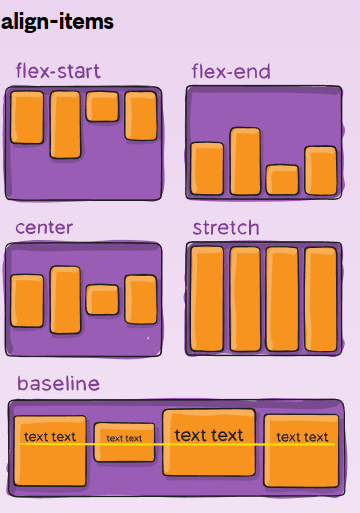 align-items
flex-start
flex-end
center
stretch
baseline
text text
text text
text text
text text